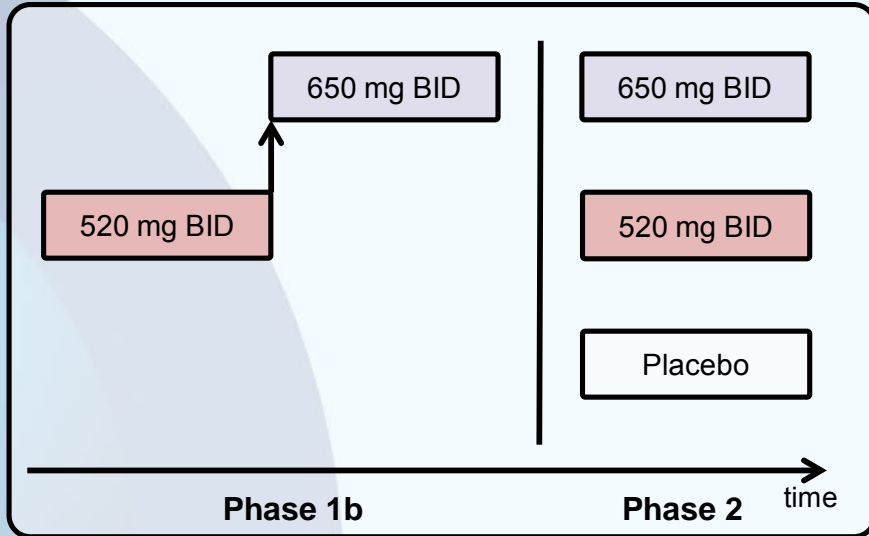 650 mg BID
650 mg BID
520 mg BID
520 mg BID
Placebo
time
Phase 1b
Phase 2